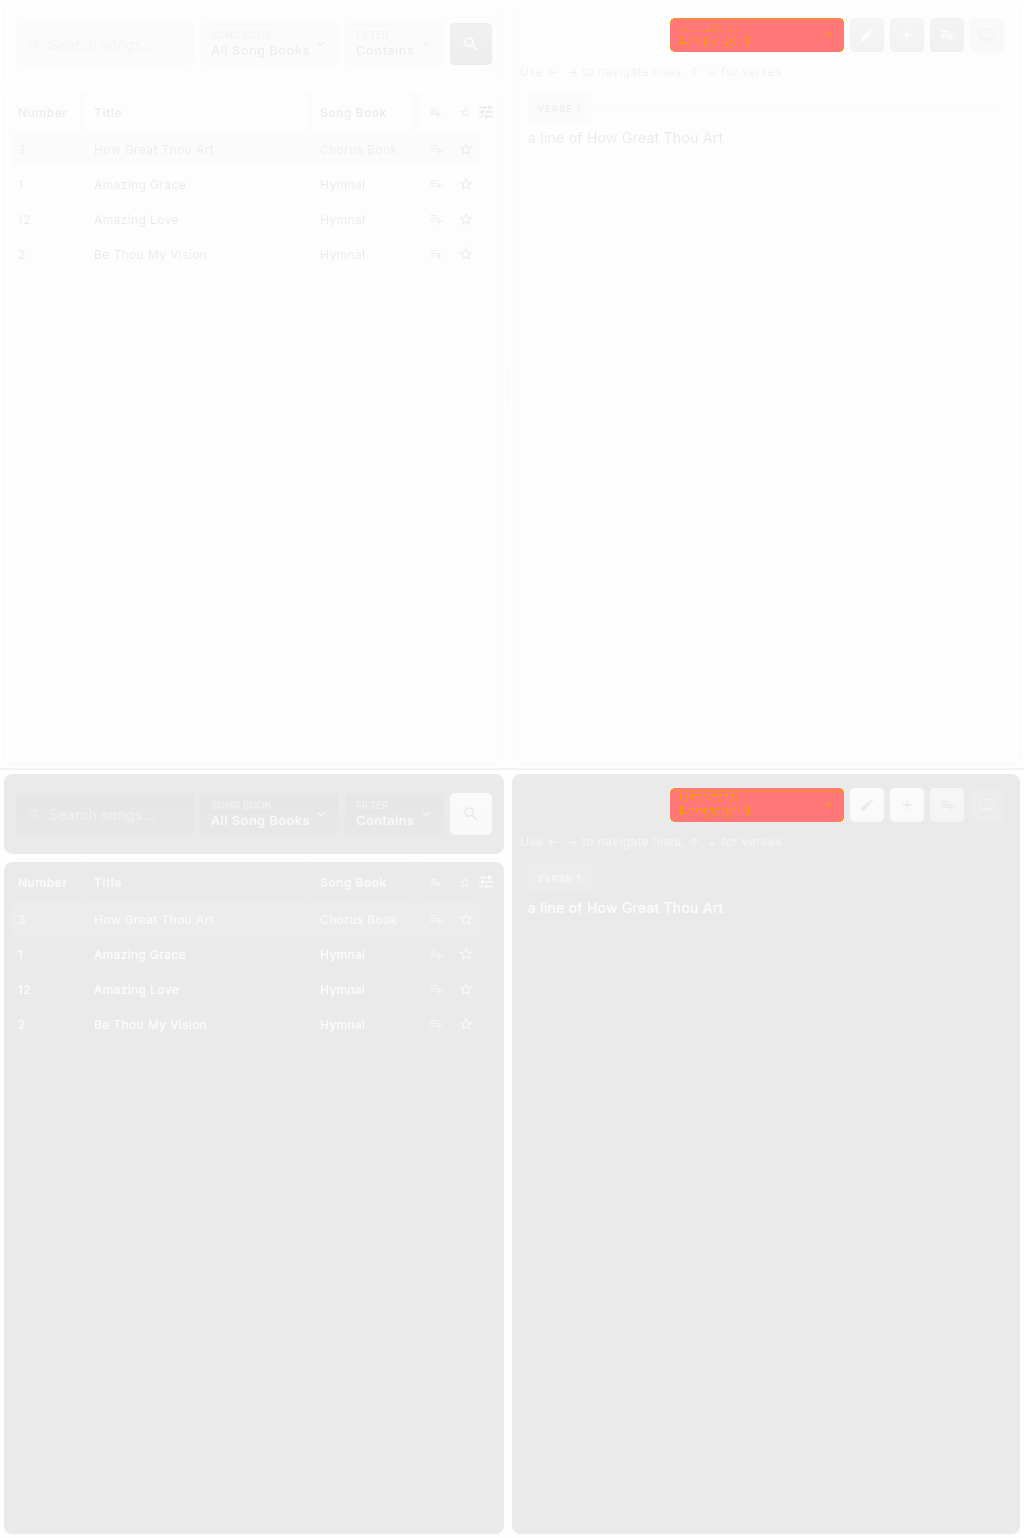 Search songs...
SONG BOOK
All Song Books
FILTER
Contains
Number Title Song Book
3 How Great Thou Art Chorus Book
1 Amazing Grace Hymnal
12 Amazing Love Hymnal
2 Be Thou My Vision Hymnal
Use ← → to navigate lines, ↑ ↓ for verses
VERSE 1
a line of How Great Thou Art
Search songs...
SONG BOOK
All Song Books
FILTER
Contains
Number Title Song Book
3 How Great Thou Art Chorus Book
1 Amazing Grace Hymnal
12 Amazing Love Hymnal
2 Be Thou My Vision Hymnal
Use ← → to navigate lines, ↑ ↓ for verses
VERSE 1
a line of How Great Thou Art